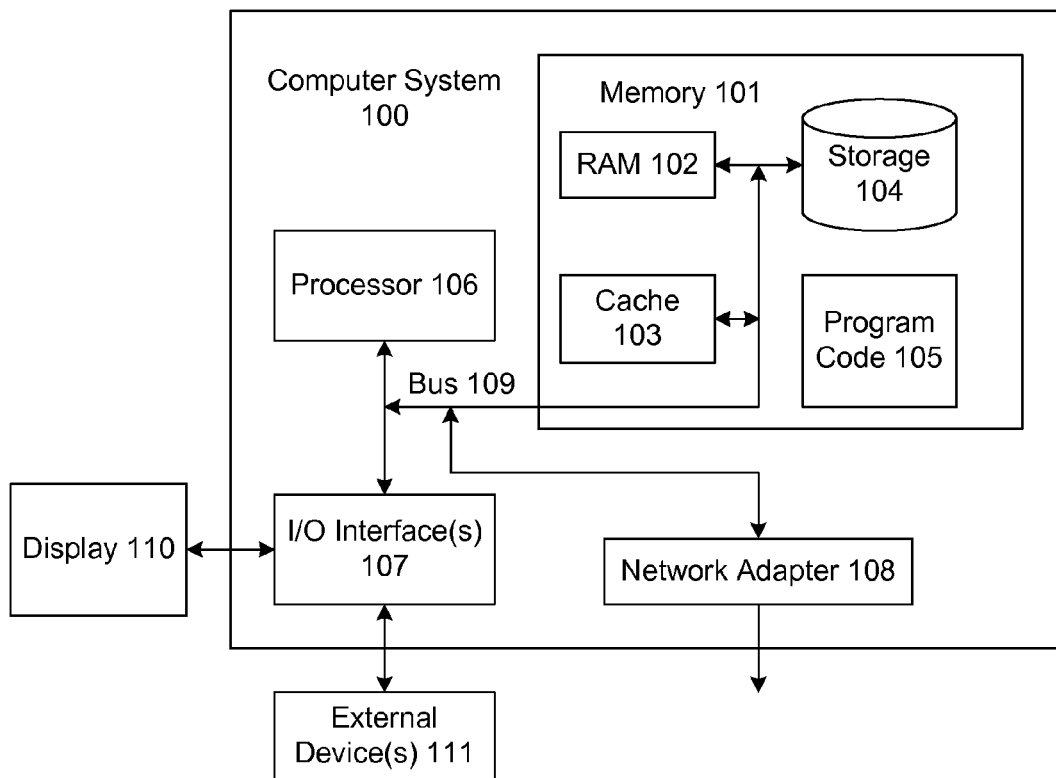 Computer System
100
Memory 101
RAM 102
Storage
104
Processor 106
Cache
103
Program
Code 105
Bus 109
Display 110
I/O Interface(s)
107
Network Adapter 108
External
Device(s) 111